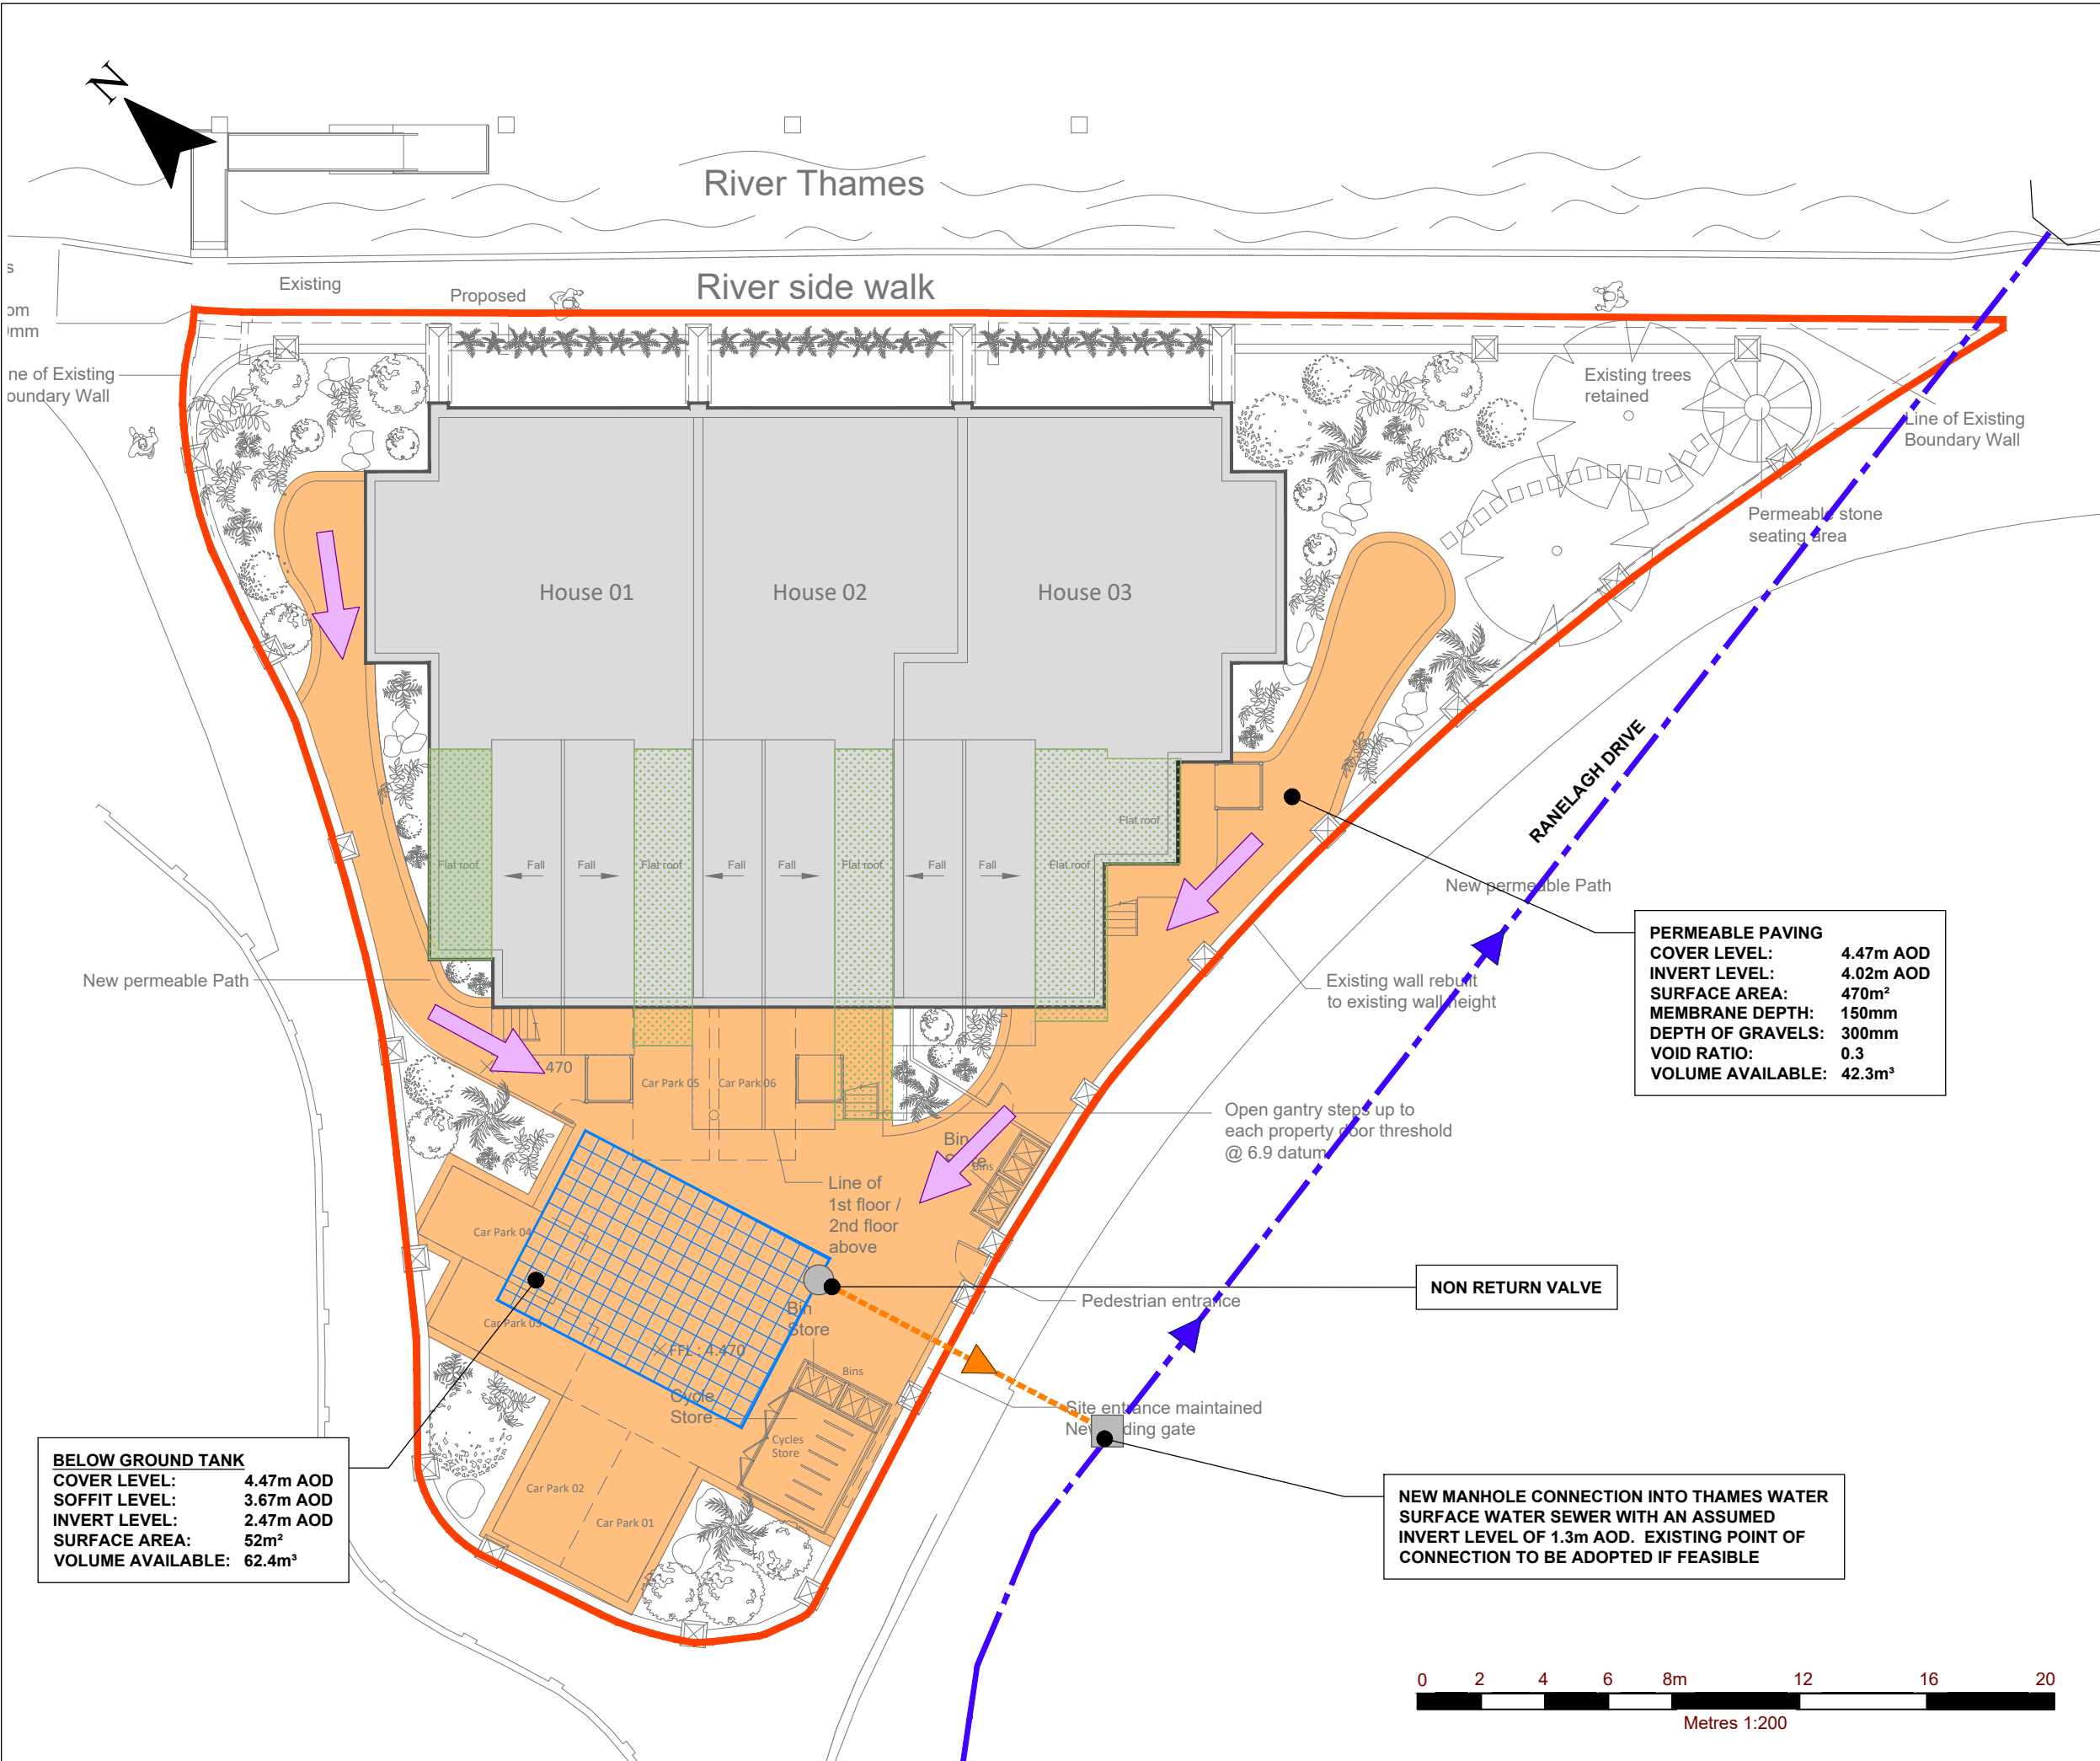 N
River Thames
s
om
mm
Existing
Proposed
River side walk
ne of Existing
oundary Wall
Existing trees
retained
Line of Existing
Boundary Wall
Permeable stone
seating area
House 01
House 02
House 03
RANELAGH DRIVE
Flat roof
Fall
Fall
Flat roof
Fall
Fall
Flat roof
Fall
Fall
Flat roof
Flat roof
New permeable Path
New permeable Path
Existing wall rebuilt
to existing wall height
PERMEABLE PAVING
COVER LEVEL: 4.47m AOD
INVERT LEVEL: 4.02m AOD
SURFACE AREA: 470m²
MEMBRANE DEPTH: 150mm
DEPTH OF GRAVELS: 300mm
VOID RATIO: 0.3
VOLUME AVAILABLE: 42.3m³
470
Car Park 05
Car Park 06
Open gantry steps up to
each property door threshold
@ 6.9 datum
Bin
Bins
Line of
1st floor /
2nd floor
above
Car Park 04
Car Park 03
NON RETURN VALVE
Pedestrian entrance
Bin
Store
FFL: 4.470
Bins
Cycle
Store
Cycles
Store
Site entrance maintained
ding gate
Car Park 02
Car Park 01
BELOW GROUND TANK
COVER LEVEL: 4.47m AOD
SOFFIT LEVEL: 3.67m AOD
INVERT LEVEL: 2.47m AOD
SURFACE AREA: 52m²
VOLUME AVAILABLE: 62.4m³
NEW MANHOLE CONNECTION INTO THAMES WATER
SURFACE WATER SEWER WITH AN ASSUMED
INVERT LEVEL OF 1.3m AOD. EXISTING POINT OF
CONNECTION TO BE ADOPTED IF FEASIBLE
0 2 4 6 8m 12 16 20
Metres 1:200